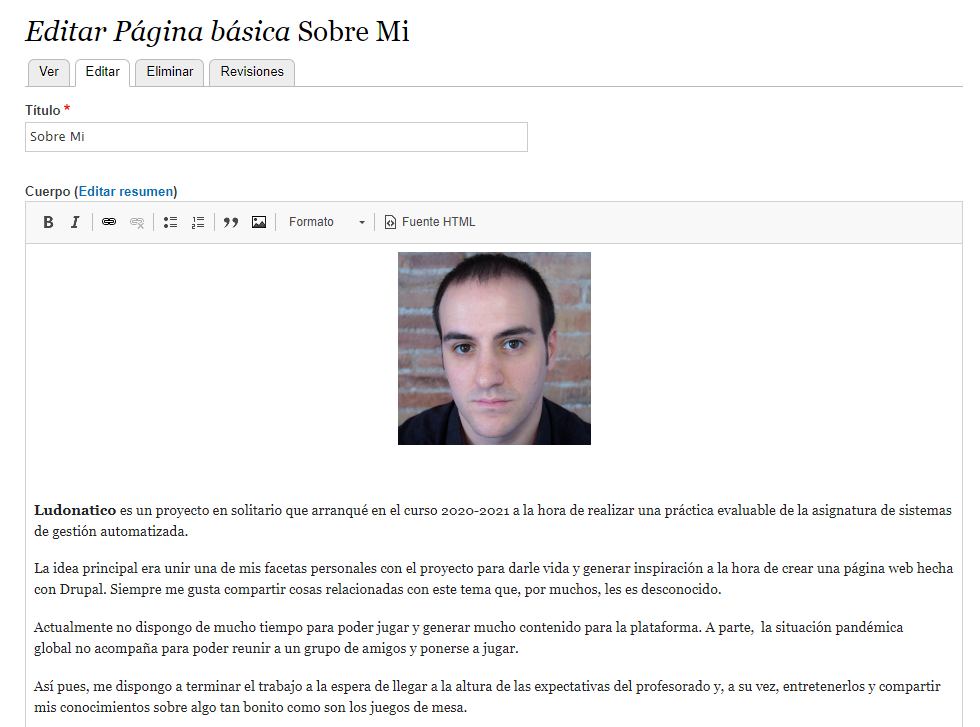 Editar Página básica Sobre Mi
Ver Editar Eliminar Revisiones
Título *
Sobre Mi
Cuerpo (Editar resumen)
B I Formato Fuente HTML
Ludonatico es un proyecto en solitario que arranqué en el curso 2020-2021 a la hora de realizar una práctica evaluable de la asignatura de sistemas
de gestión automatizada.
La idea principal era unir una de mis facetas personales con el proyecto para darle vida y generar inspiración a la hora de crear una página web hecha
con Drupal. Siempre me gusta compartir cosas relacionadas con este tema que, por muchos, les es desconocido.
Actualmente no dispongo de mucho tiempo para poder jugar y generar mucho contenido para la plataforma. A parte,  la situación pandémica
global no acompaña para poder reunir a un grupo de amigos y ponerse a jugar.
Así pues, me dispongo a terminar el trabajo a la espera de llegar a la altura de las expectativas del profesorado y, a su vez, entretenerlos y compartir
mis conocimientos sobre algo tan bonito como son los juegos de mesa.